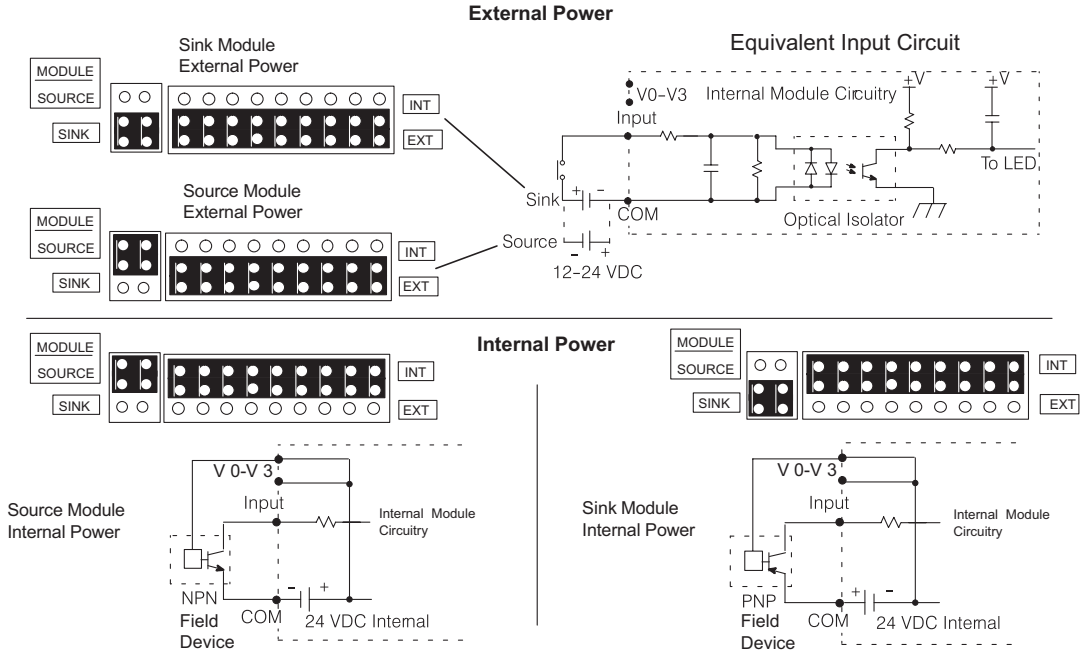 External Power
Sink Module
External Power
MODULE
SOURCE
SINK
INT
EXT
Source Module
External Power
MODULE
SOURCE
SINK
INT
EXT
Equivalent Input Circuit
V0-V3
Input
Internal Module Circuitry
+V
+V
To LED
Sink
+ -
COM
Optical Isolator
Source
- +
12-24 VDC
Internal Power
MODULE
SOURCE
SINK
INT
EXT
Source Module
Internal Power
V 0-V 3
Input
Internal Module
Circuitry
NPN
Field
Device
COM
- +
24 VDC Internal
MODULE
SOURCE
SINK
INT
EXT
Sink Module
Internal Power
V 0-V 3
Input
Internal Module
Circuitry
PNP
Field
Device
COM
+ -
24 VDC Internal